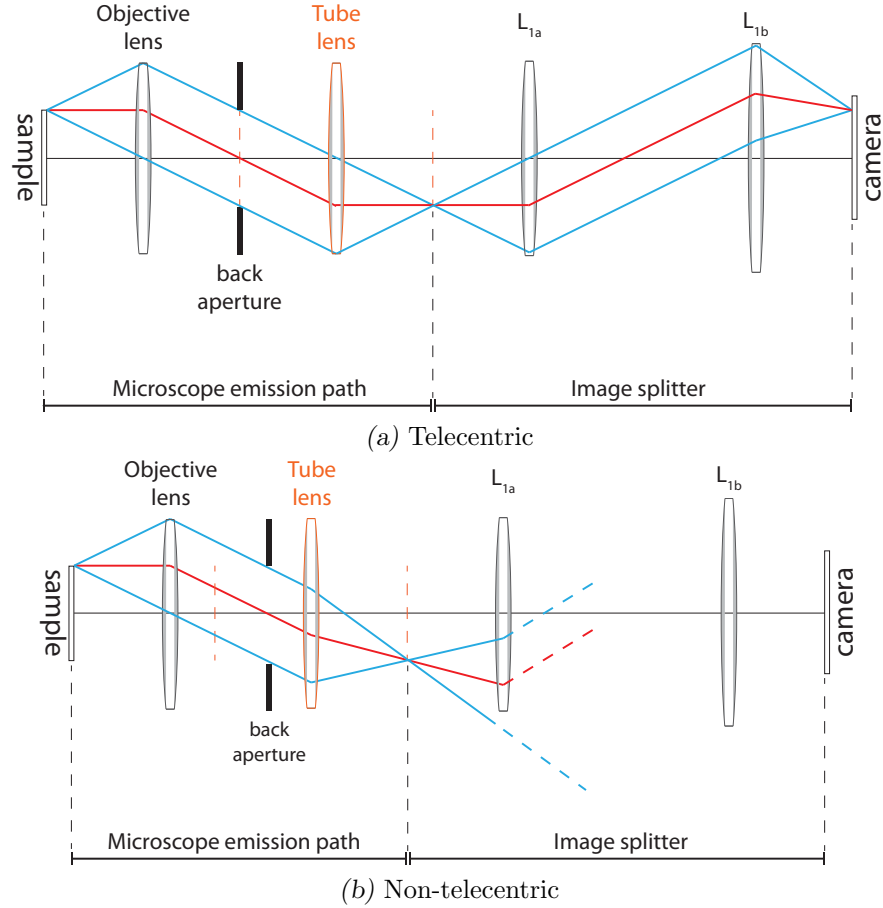 Objective
lens
Tube
lens
L1a
L1b
sample
camera
back
aperture
Microscope emission path
Image splitter
(a) Telecentric
Objective
lens
Tube
lens
L1a
L1b
sample
camera
back
aperture
Microscope emission path
Image splitter
(b) Non-telecentric